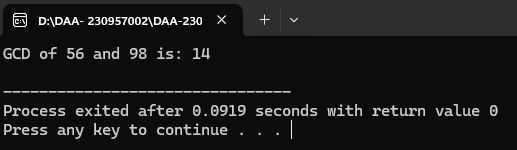 D:\DAA- 230957002\DAA-230
GCD of 56 and 98 is: 14
--------------------------------
Process exited after 0.0919 seconds with return value 0
Press any key to continue . . .